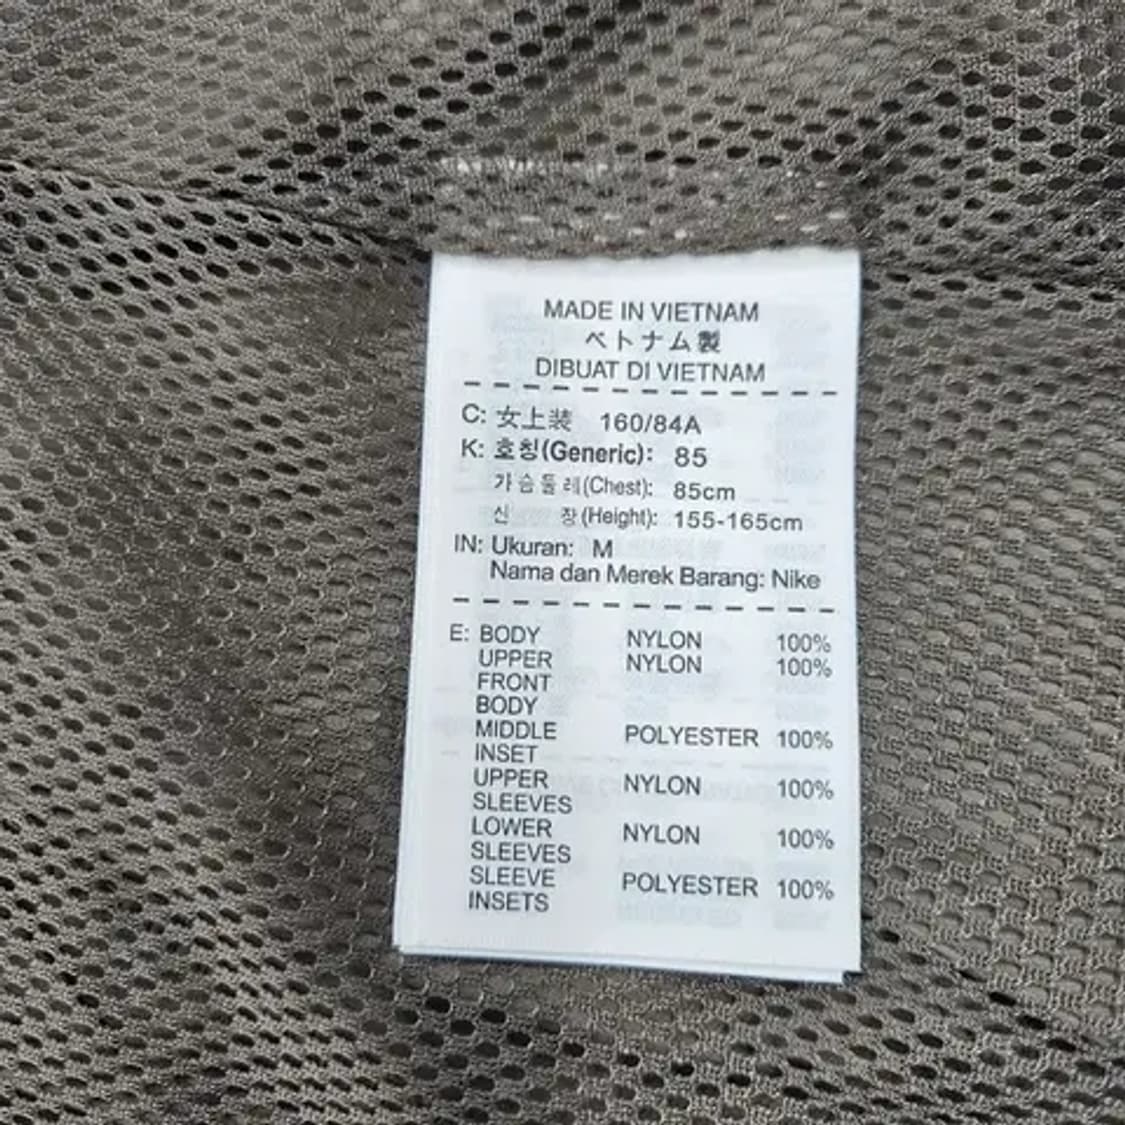 MADE IN VIETNAM
ベトナム製
DIBUAT DI VIETNAM
C: 女上装 160/84A
K: 호칭(Generic): 85
가슴둘레(Chest): 85cm
신 장(Height): 155-165cm
IN: Ukuran: M
Nama dan Merek Barang: Nike
E: BODY NYLON 100%
UPPER NYLON 100%
FRONT
BODY
MIDDLE POLYESTER 100%
INSET
UPPER NYLON 100%
SLEEVES
LOWER NYLON 100%
SLEEVES
SLEEVE POLYESTER 100%
INSETS